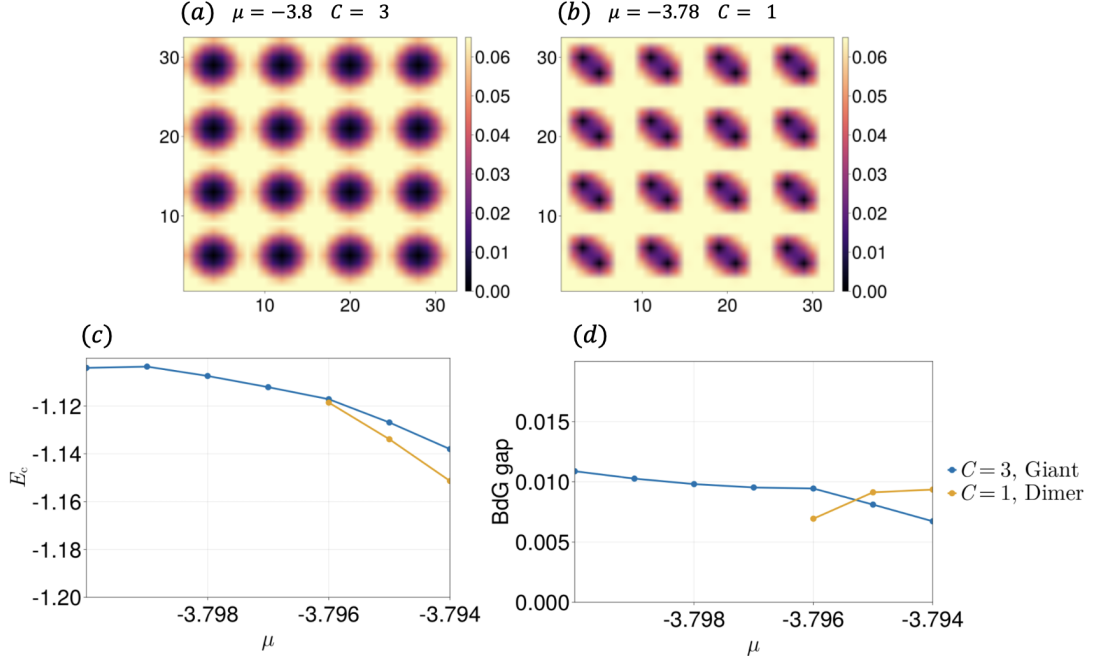 (a) μ = −3.8 C = 3
(b) μ = −3.78 C = 1
30
20
10
10 20 30
0.06
0.05
0.04
0.03
0.02
0.01
0.00
30
20
10
10 20 30
0.06
0.05
0.04
0.03
0.02
0.01
0.00
(c)
-1.12
-1.14
-1.16
-1.18
-1.20
E_c
-3.798 -3.796 -3.794
μ
(d)
0.015
0.010
0.005
0.000
BdG gap
-3.798 -3.796 -3.794
μ
C = 3, Giant
C = 1, Dimer